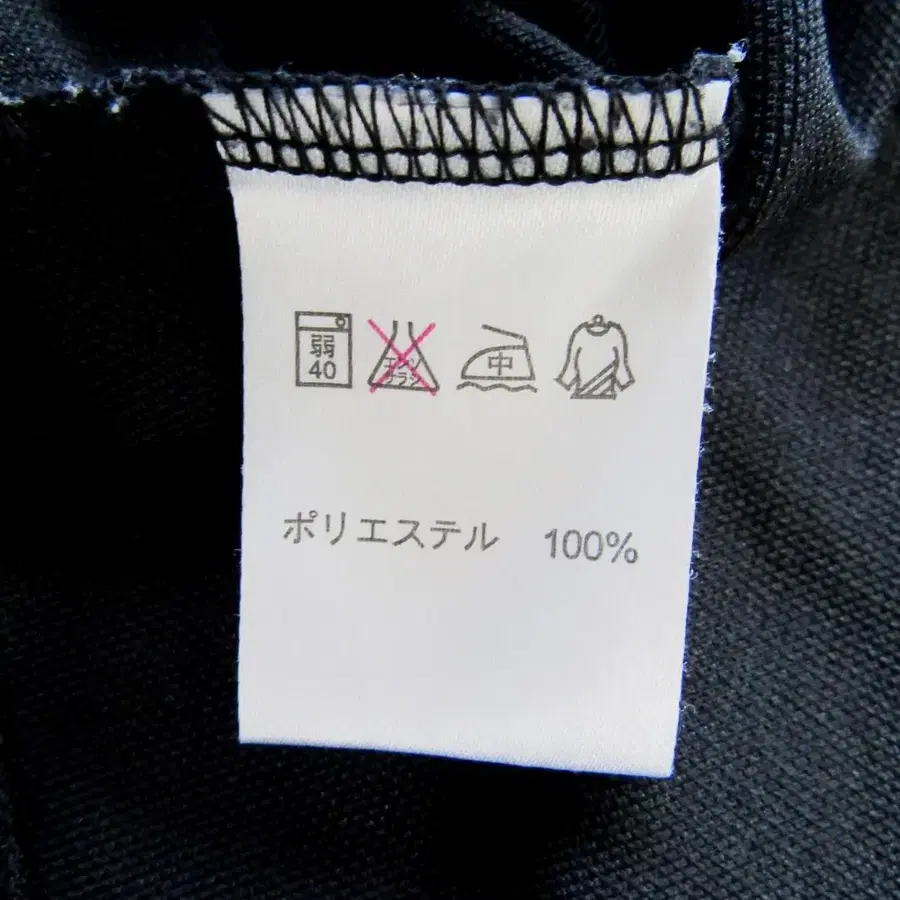 弱
40
エンソ
サラシ
中
ポリエステル 100%